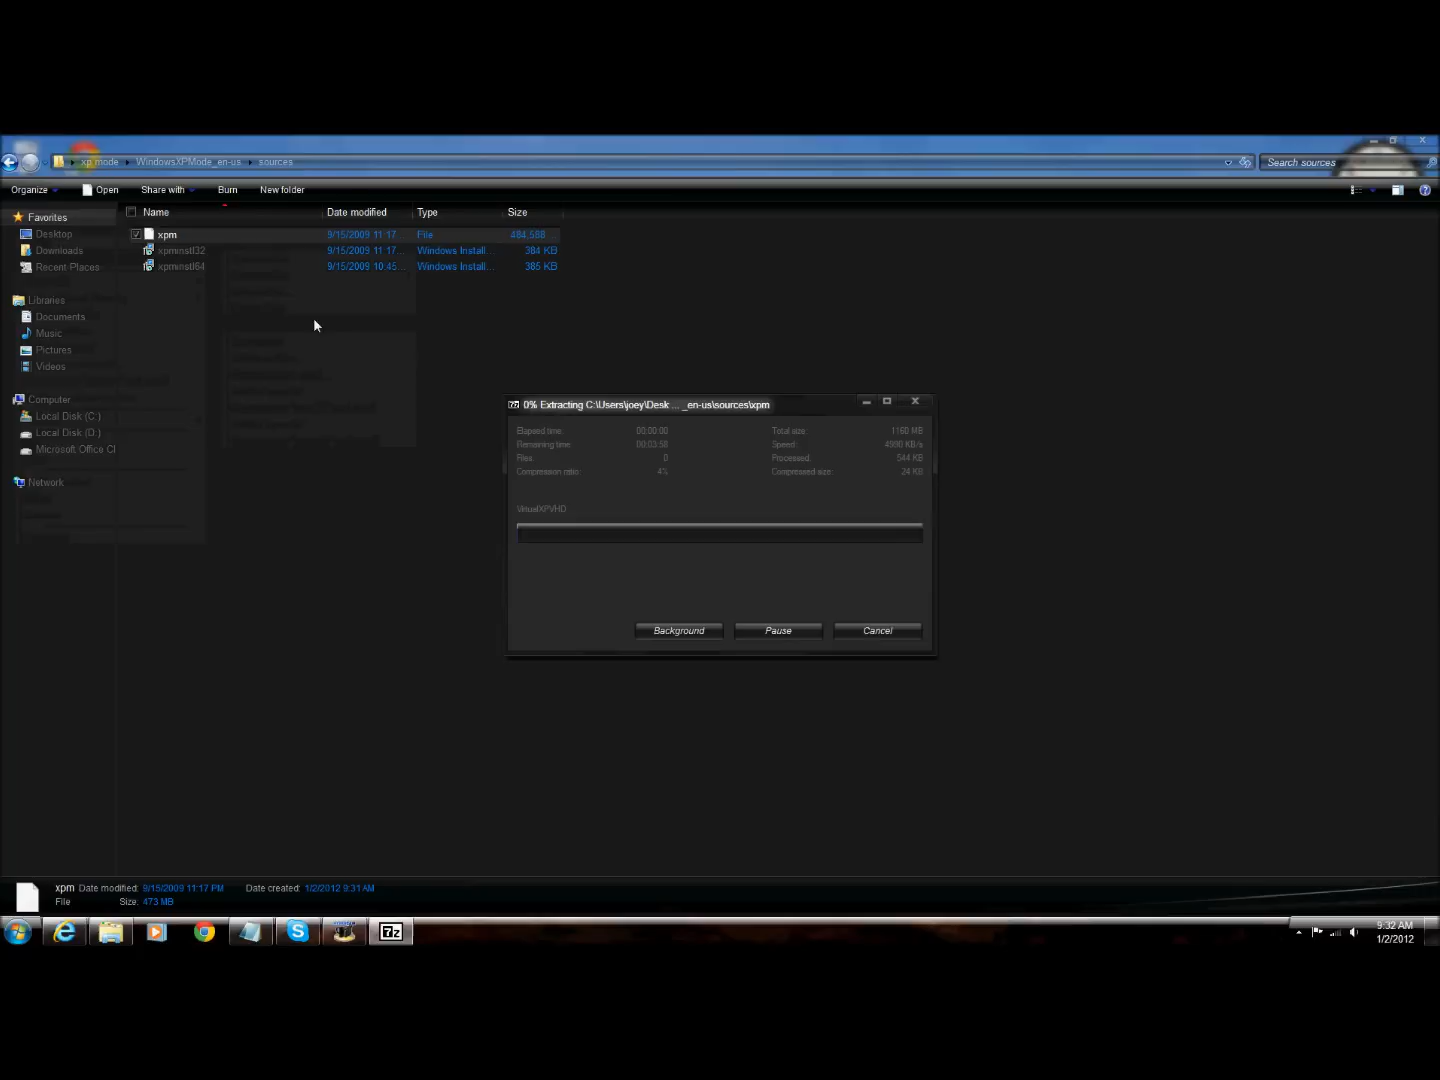 xp mode WindowsXPMode_en-us sources
Search sources
Organize Open Share with Burn New folder
Name Date modified Type Size
Favorites
Desktop
Downloads
Recent Places
Libraries
Documents
Music
Pictures
Videos
Computer
Local Disk (C:)
Local Disk (D:)
Microsoft Office Cl
Network
xpm 9/15/2009 11:17 File 484,588
xpminstl32 9/15/2009 11:17... Windows Install... 384 KB
xpminstl64 9/15/2009 10:45... Windows Install... 385 KB
0% Extracting C:\Users\joey\Desk ... _en-us\sources\xpm
Elapsed time: 00:00:00 Total size: 1160 MB
Remaining time: 00:03:58 Speed: 4990 KB/s
Files: 0 Processed: 544 KB
Compression ratio: 4% Compressed size: 24 KB
VirtualXPVHD
Background Pause Cancel
xpm Date modified: 9/15/2009 11:17 PM Date created: 1/2/2012 9:31 AM
File Size: 473 MB
7z
9:32 AM
1/2/2012